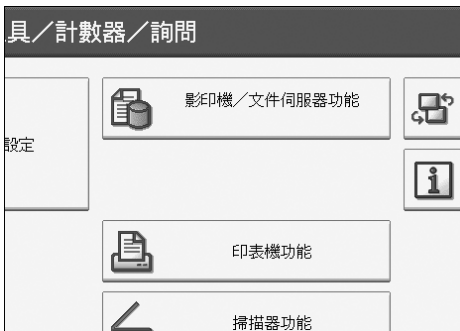 具／計數器／詢問
影印機／文件伺服器功能
設定
印表機功能
掃描器功能